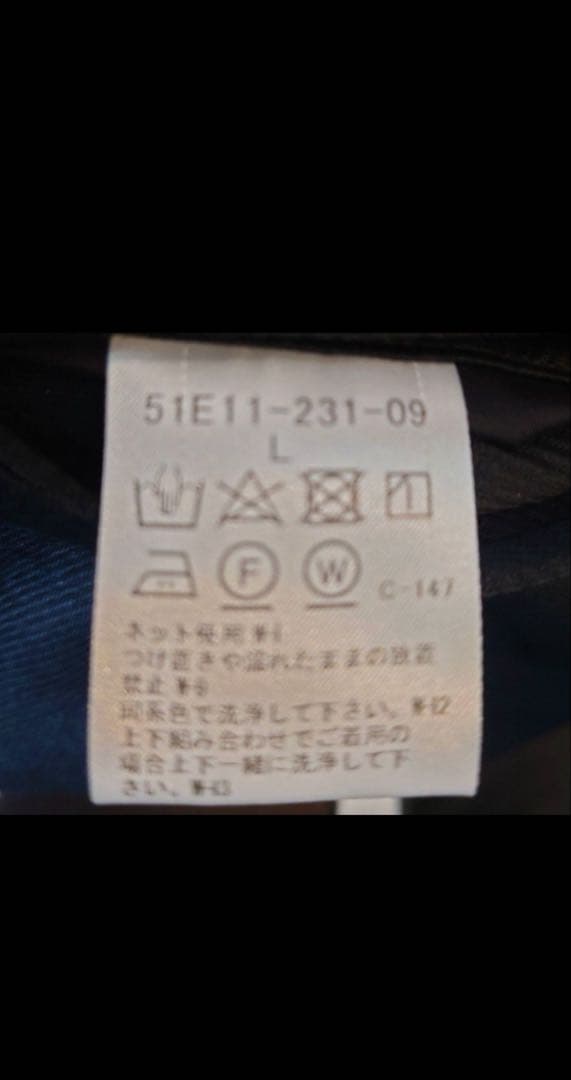 51E11-231-09
L
F W C-147
ネット使用 W-1
つけ置きや濡れたままの放置
禁止 W-9
同系色で洗浄して下さい。W-12
上下組み合わせでご着用の
場合上下一緒に洗浄して下
さい。W-43